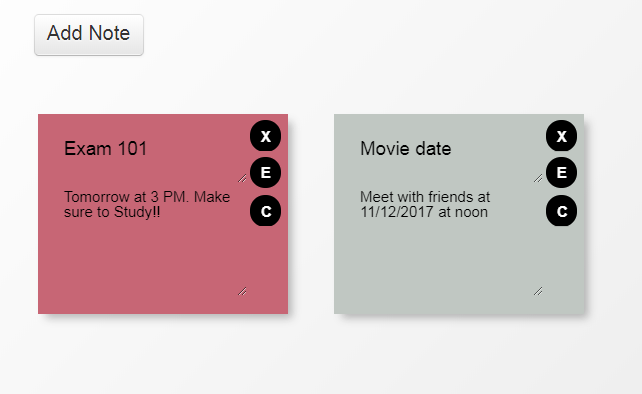 Add Note
Exam 101
X
E
Tomorrow at 3 PM. Make
sure to Study!!
C
Movie date
X
E
Meet with friends at
11/12/2017 at noon
C